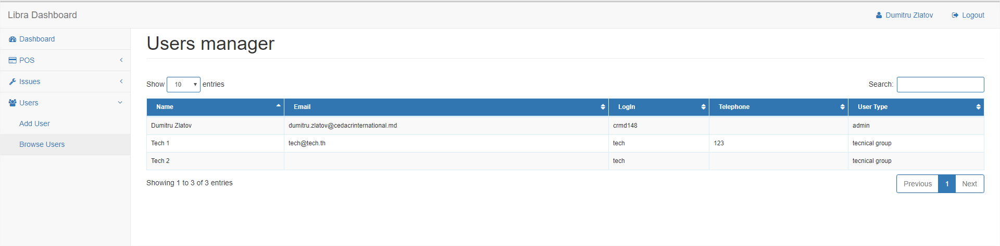 Libra Dashboard
Dumitru Zlatov Logout
Dashboard
POS
Issues
Users
Add User
Browse Users
Users manager
Show 10 entries
Search:
Name Email LogIn Telephone User Type
Dumitru Zlatov dumitru.zlatov@cedacrinternational.md crmd148 admin
Tech 1 tech@tech.th tech 123 tecnical group
Tech 2 tech tecnical group
Showing 1 to 3 of 3 entries
Previous 1 Next